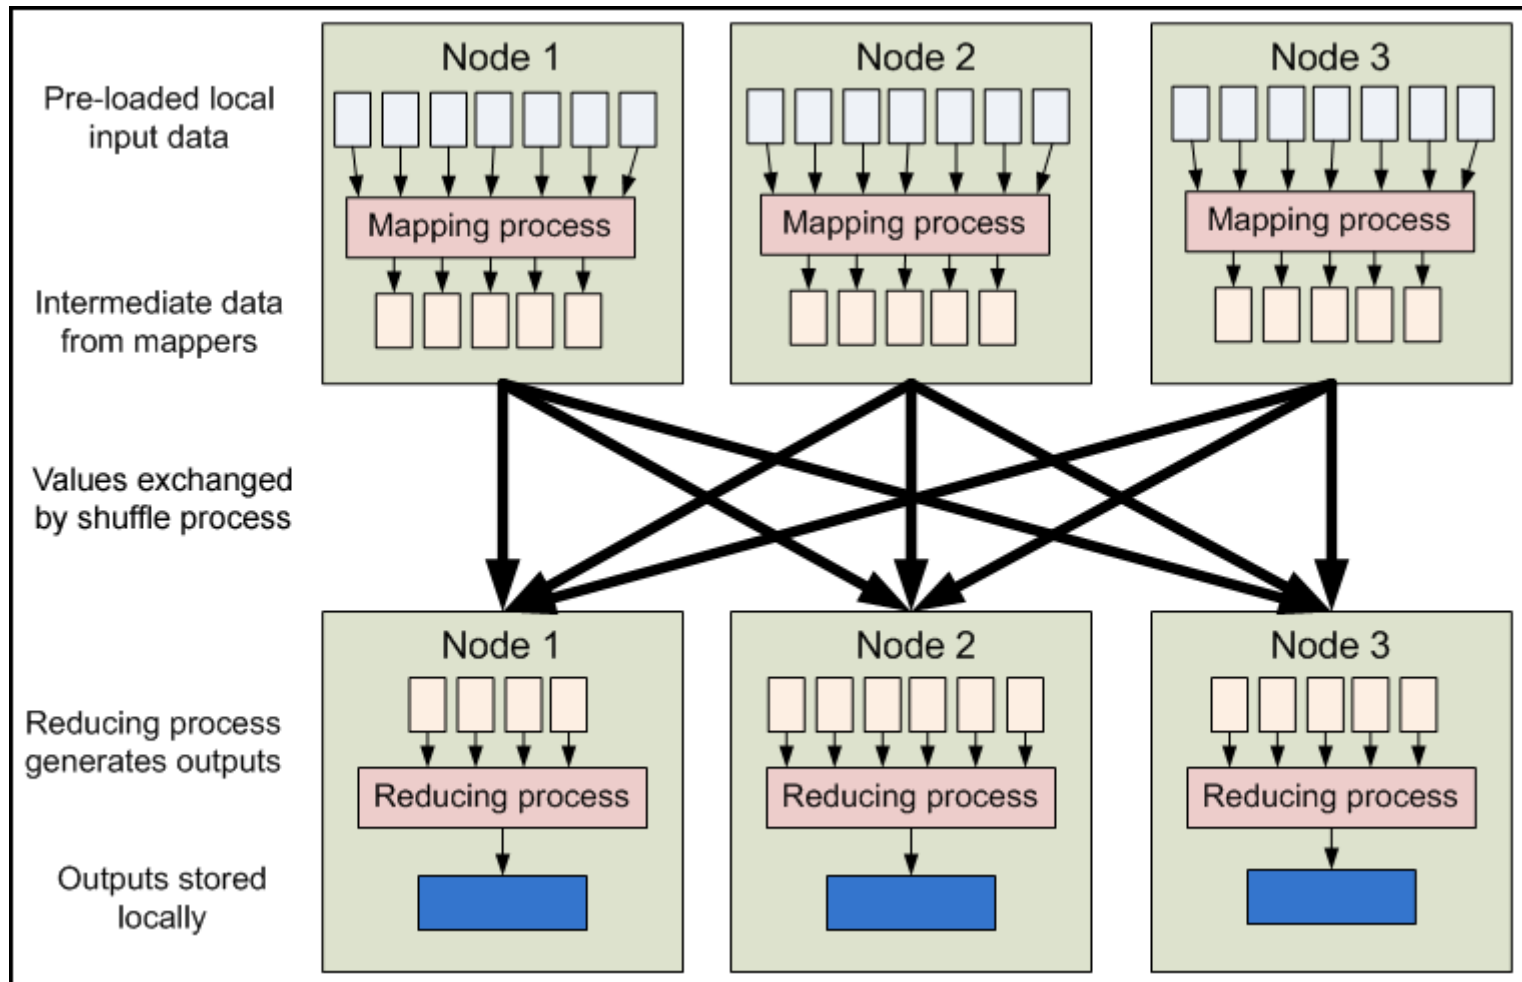 Node 1
Node 2
Node 3
Pre-loaded local
input data
Mapping process
Mapping process
Mapping process
Intermediate data
from mappers
Values exchanged
by shuffle process
Node 1
Node 2
Node 3
Reducing process
generates outputs
Reducing process
Reducing process
Reducing process
Outputs stored
locally